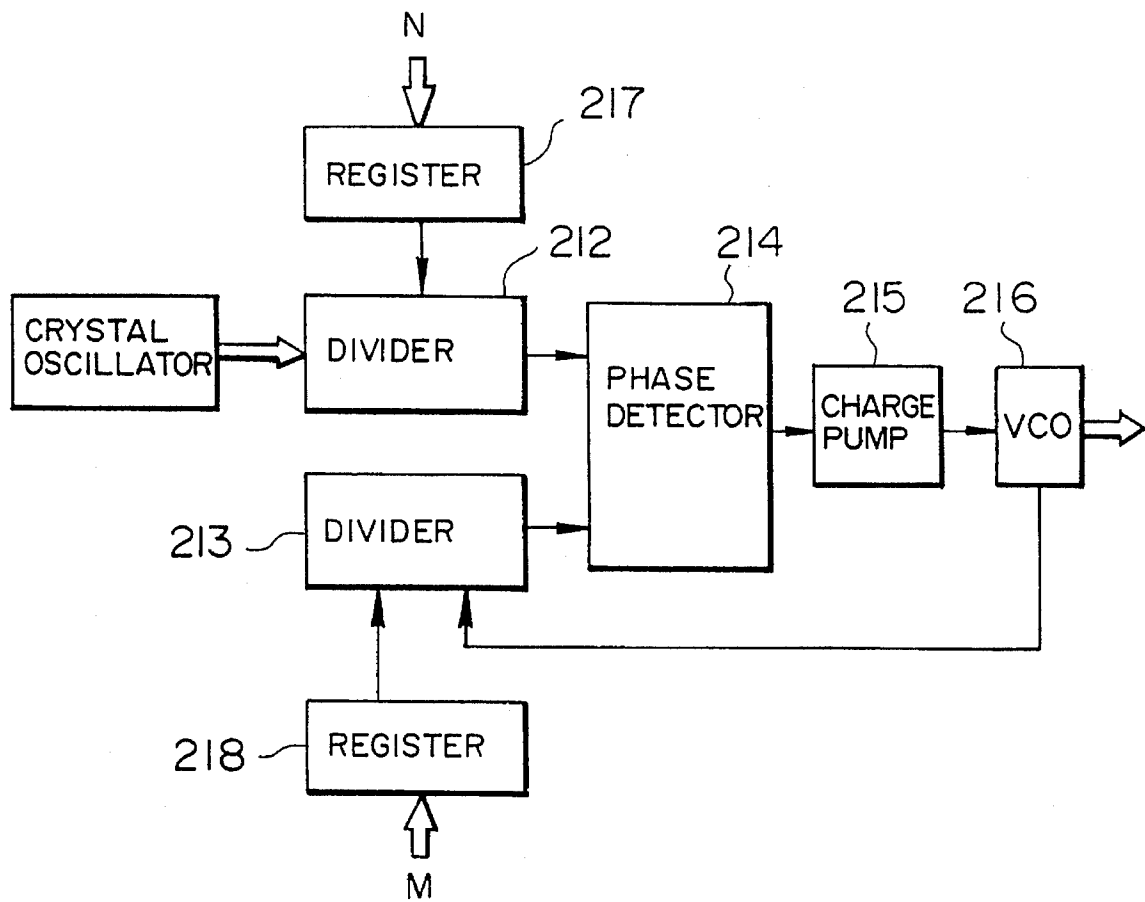 N
217
REGISTER
212
214
215
216
CRYSTAL
OSCILLATOR
DIVIDER
PHASE
DETECTOR
CHARGE
PUMP
VCO
213
DIVIDER
218
REGISTER
M